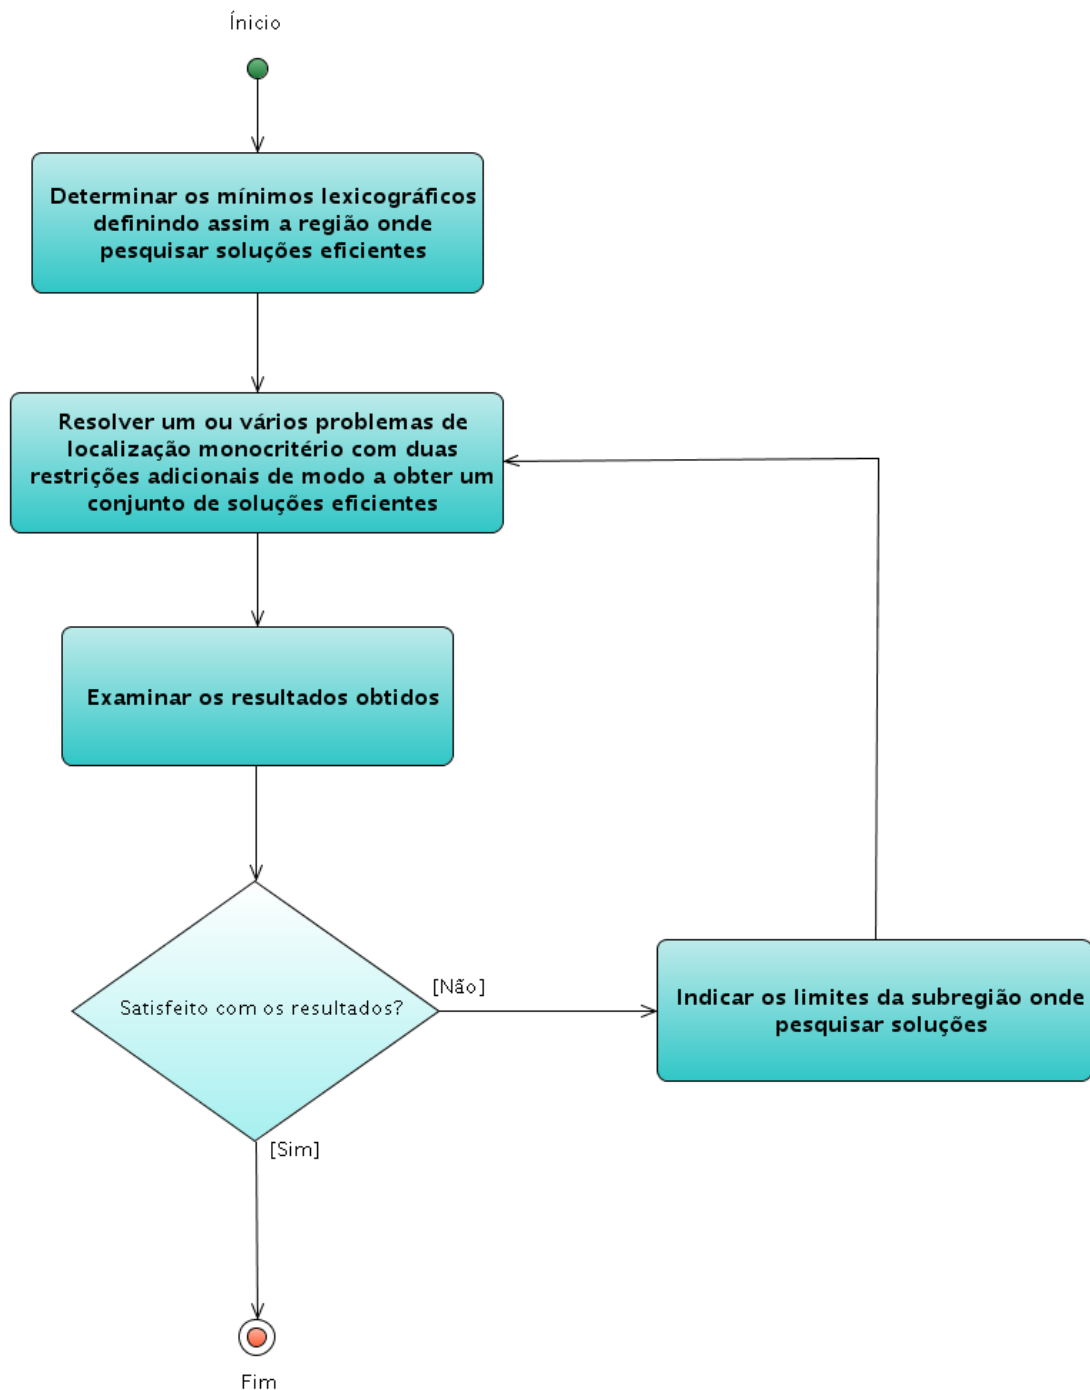 Ínicio
Determinar os mínimos lexicográficos
definindo assim a região onde
pesquisar soluções eficientes
Resolver um ou vários problemas de
localização monocritério com duas
restrições adicionais de modo a obter um
conjunto de soluções eficientes
Examinar os resultados obtidos
Satisfeito com os resultados?
[Não]
Indicar os limites da subregião onde
pesquisar soluções
[Sim]
Fim